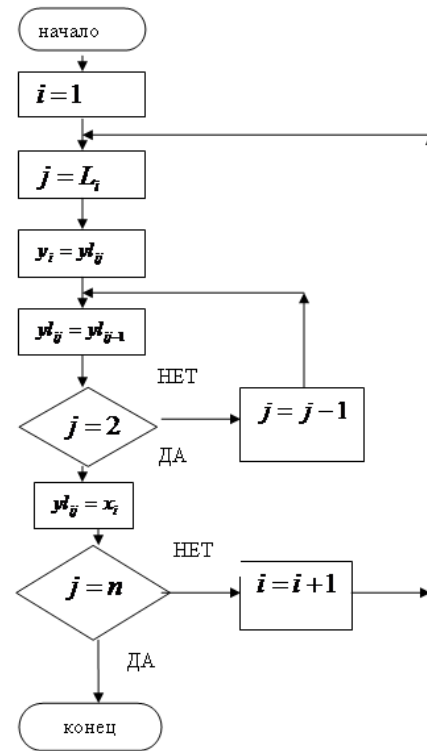 начало
i = 1
j = L_i
y_i = yl_ij
yl_ij = yl_ij-1
НЕТ
j = 2
j = j − 1
ДА
yl_ij = x_i
НЕТ
j = n
i = i + 1
ДА
конец